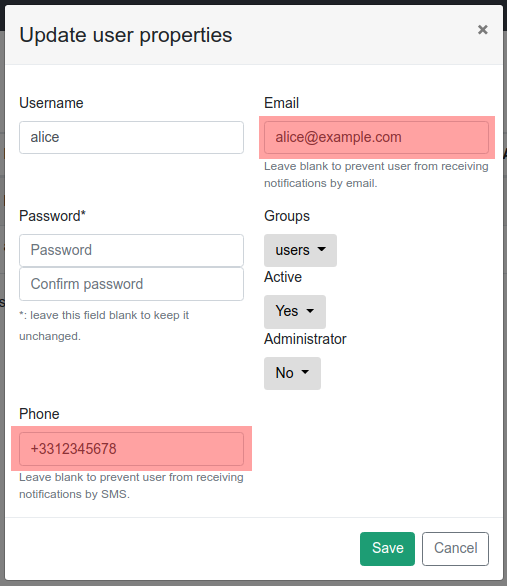 Update user properties
×
Username
Email
alice
alice@example.com
Leave blank to prevent user from receiving
notifications by email.
Password*
Groups
Password
users
Confirm password
Active
*: leave this field blank to keep it
unchanged.
Yes
Administrator
No
Phone
+3312345678
Leave blank to prevent user from receiving
notifications by SMS.
Save
Cancel